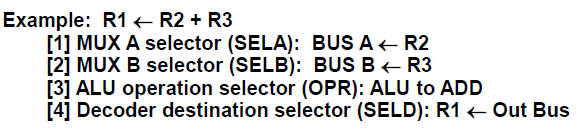 Example: R1 ← R2 + R3
[1] MUX A selector (SELA): BUS A ← R2
[2] MUX B selector (SELB): BUS B ← R3
[3] ALU operation selector (OPR): ALU to ADD
[4] Decoder destination selector (SELD): R1 ← Out Bus